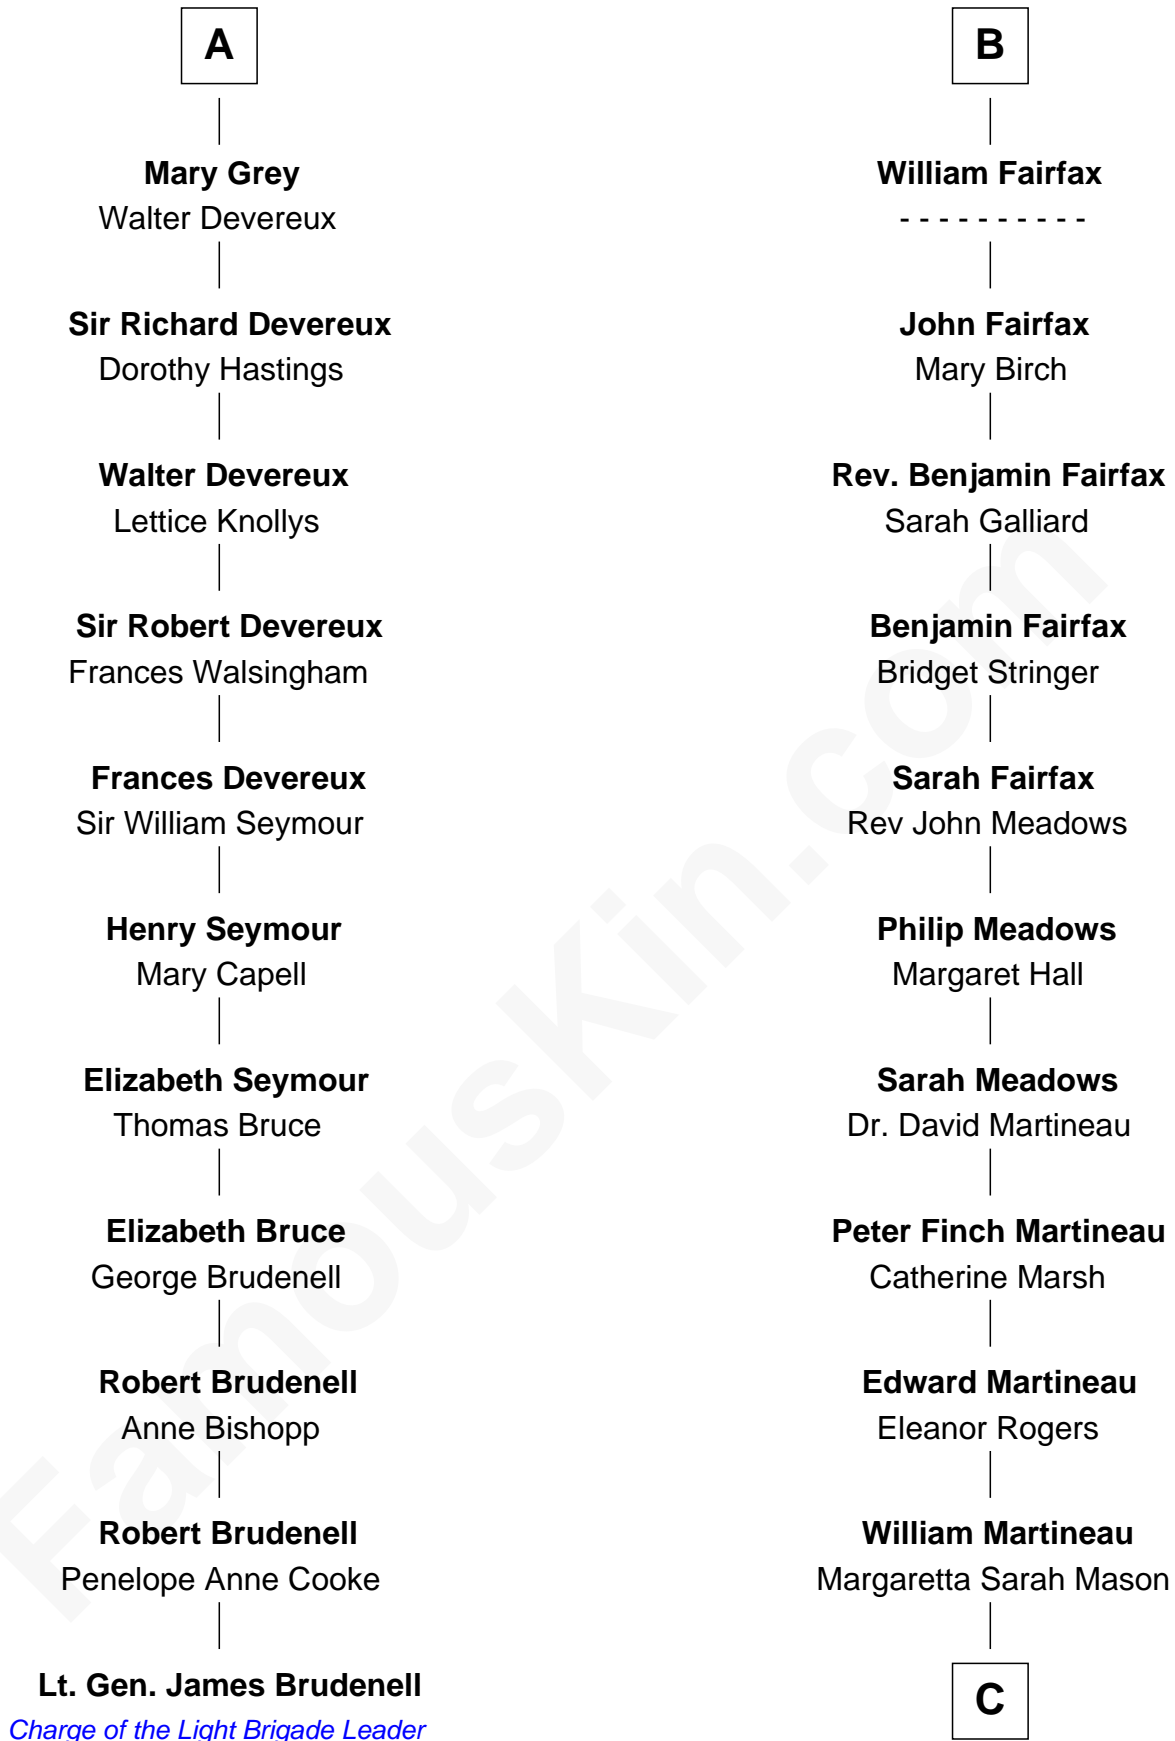 A
Mary Grey
Walter Devereux
Sir Richard Devereux
Dorothy Hastings
Walter Devereux
Lettice Knollys
Sir Robert Devereux
Frances Walsingham
Frances Devereux
Sir William Seymour
Henry Seymour
Mary Capell
Elizabeth Seymour
Thomas Bruce
Elizabeth Bruce
George Brudenell
Robert Brudenell
Anne Bishopp
Robert Brudenell
Penelope Anne Cooke
Lt. Gen. James Brudenell
Charge of the Light Brigade Leader
B
William Fairfax
- - - - - - - - - -
John Fairfax
Mary Birch
Rev. Benjamin Fairfax
Sarah Galliard
Benjamin Fairfax
Bridget Stringer
Sarah Fairfax
Rev John Meadows
Philip Meadows
Margaret Hall
Sarah Meadows
Dr. David Martineau
Peter Finch Martineau
Catherine Marsh
Edward Martineau
Eleanor Rogers
William Martineau
Margaretta Sarah Mason
C
FamousKin.com